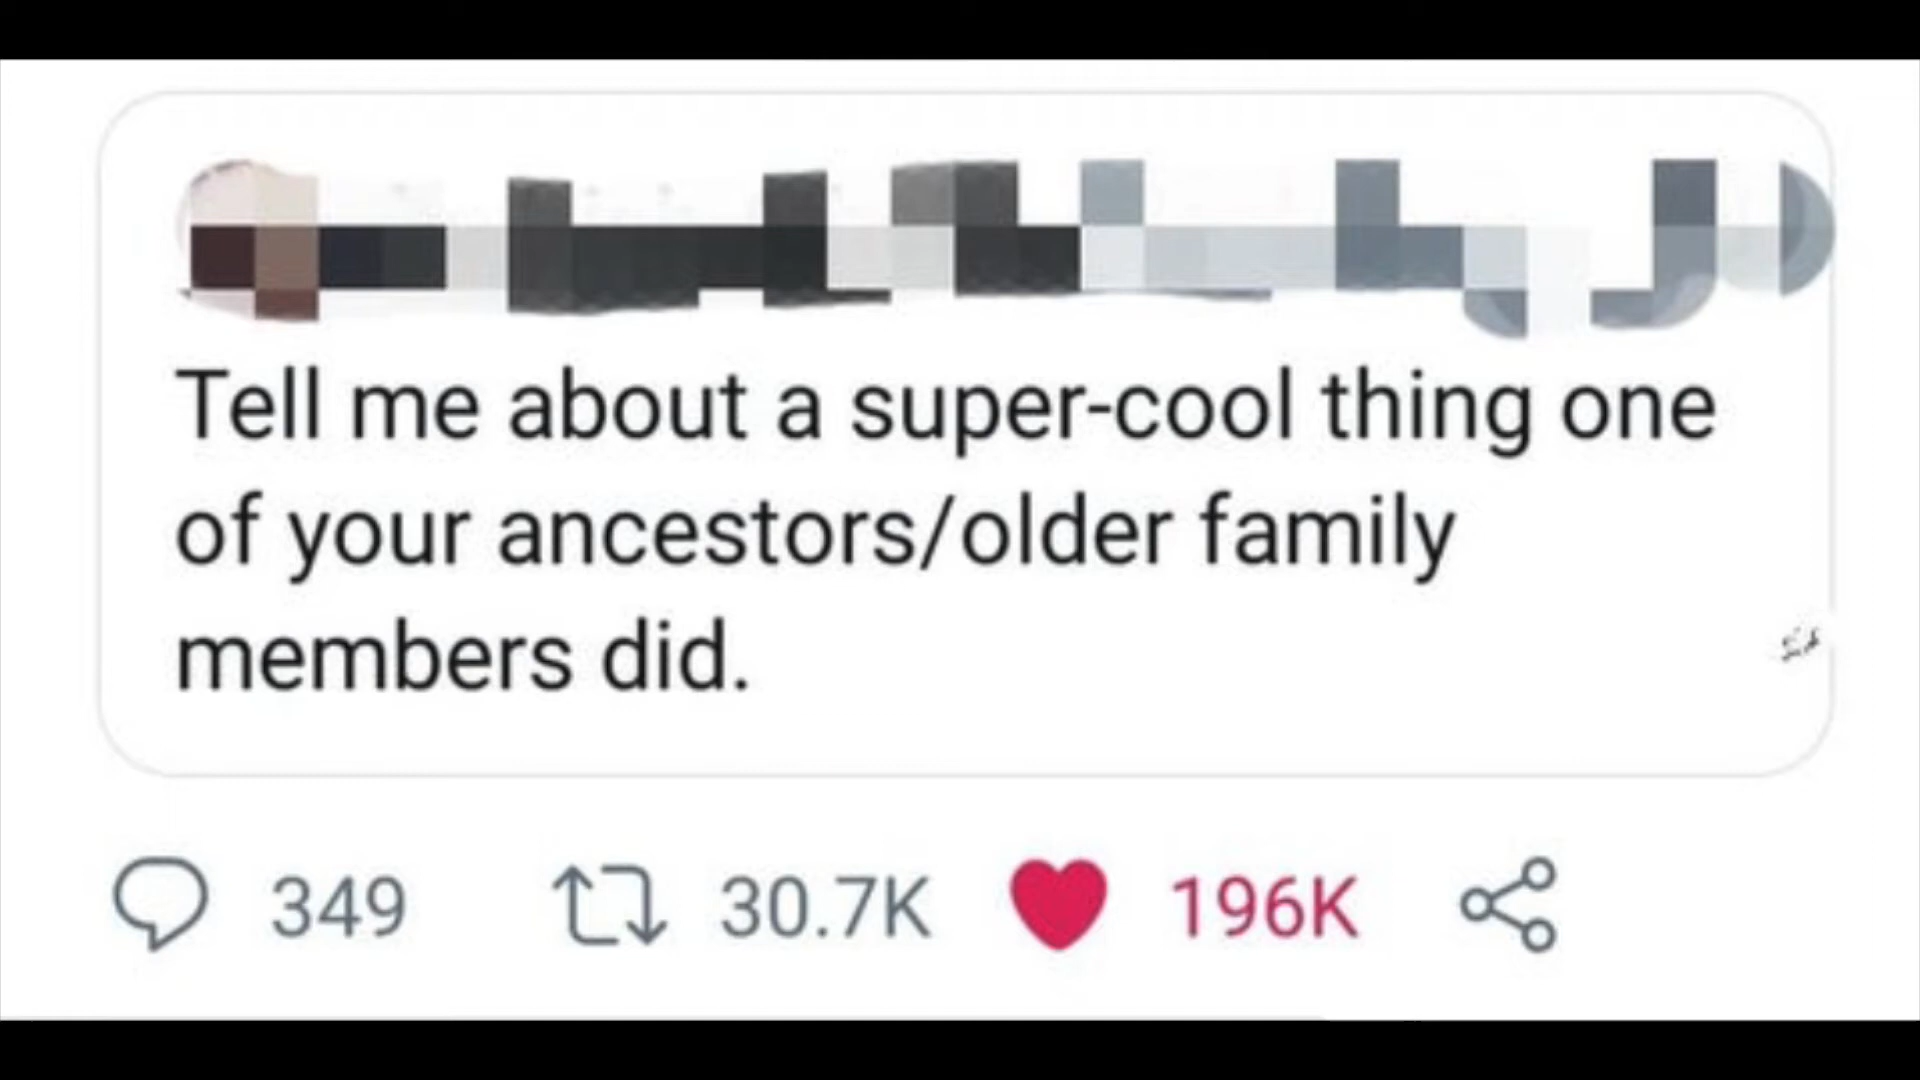 Tell me about a super-cool thing one
of your ancestors/older family
members did.
349 30.7K 196K